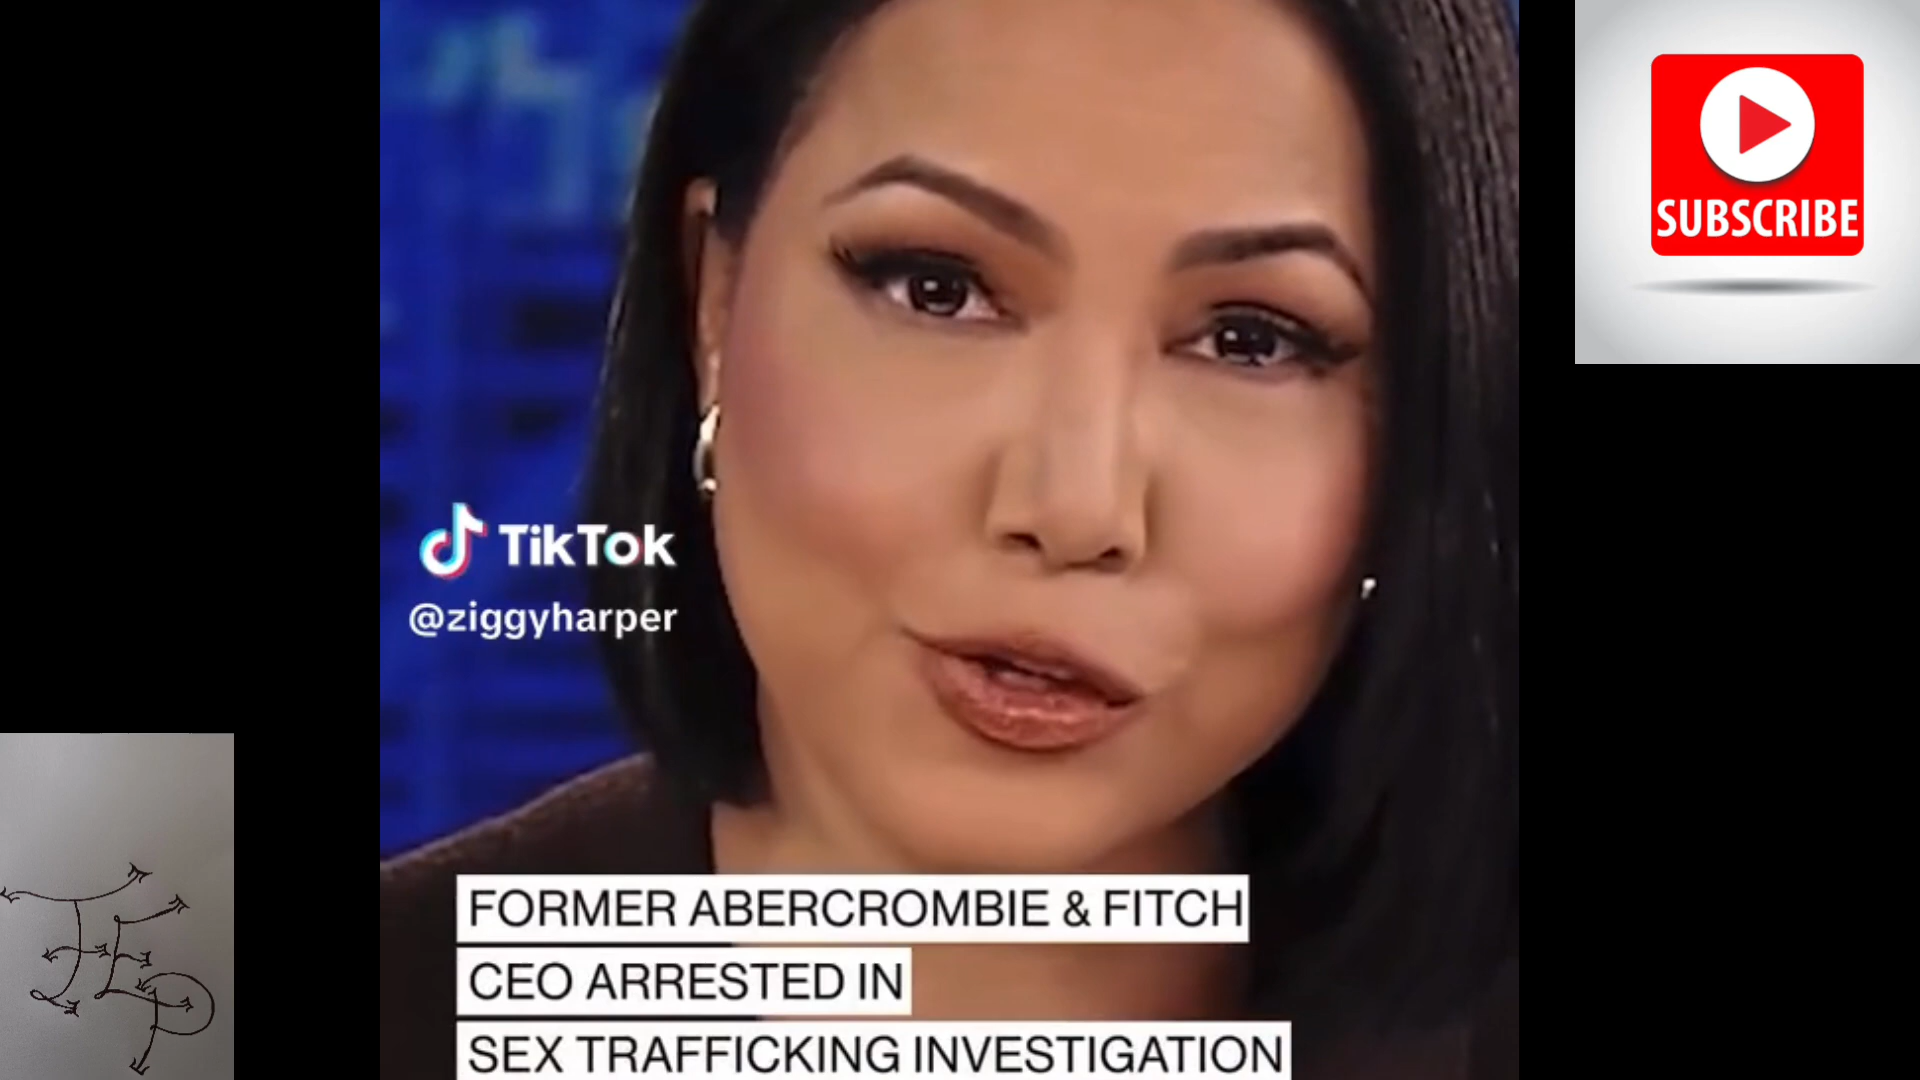 SUBSCRIBE
TikTok
@ziggyharper
FORMER ABERCROMBIE & FITCH
CEO ARRESTED IN
SEX TRAFFICKING INVESTIGATION